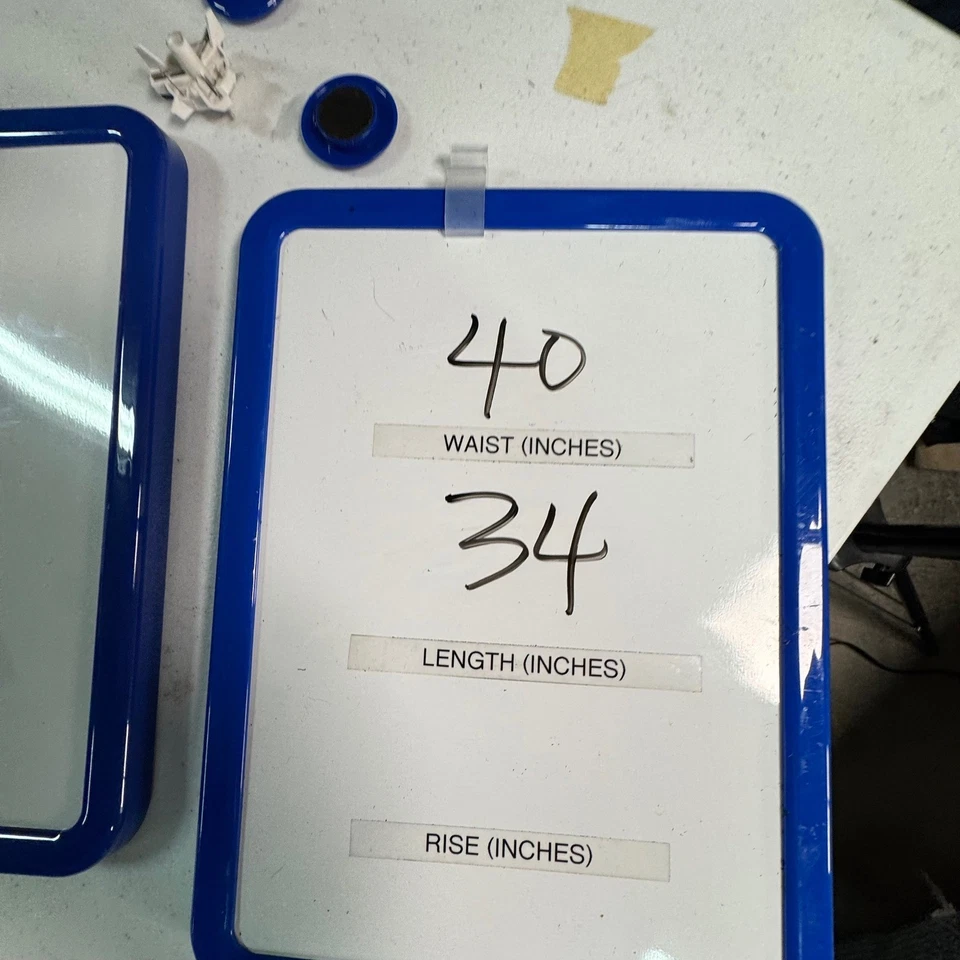 40
WAIST (INCHES)
34
LENGTH (INCHES)
RISE (INCHES)